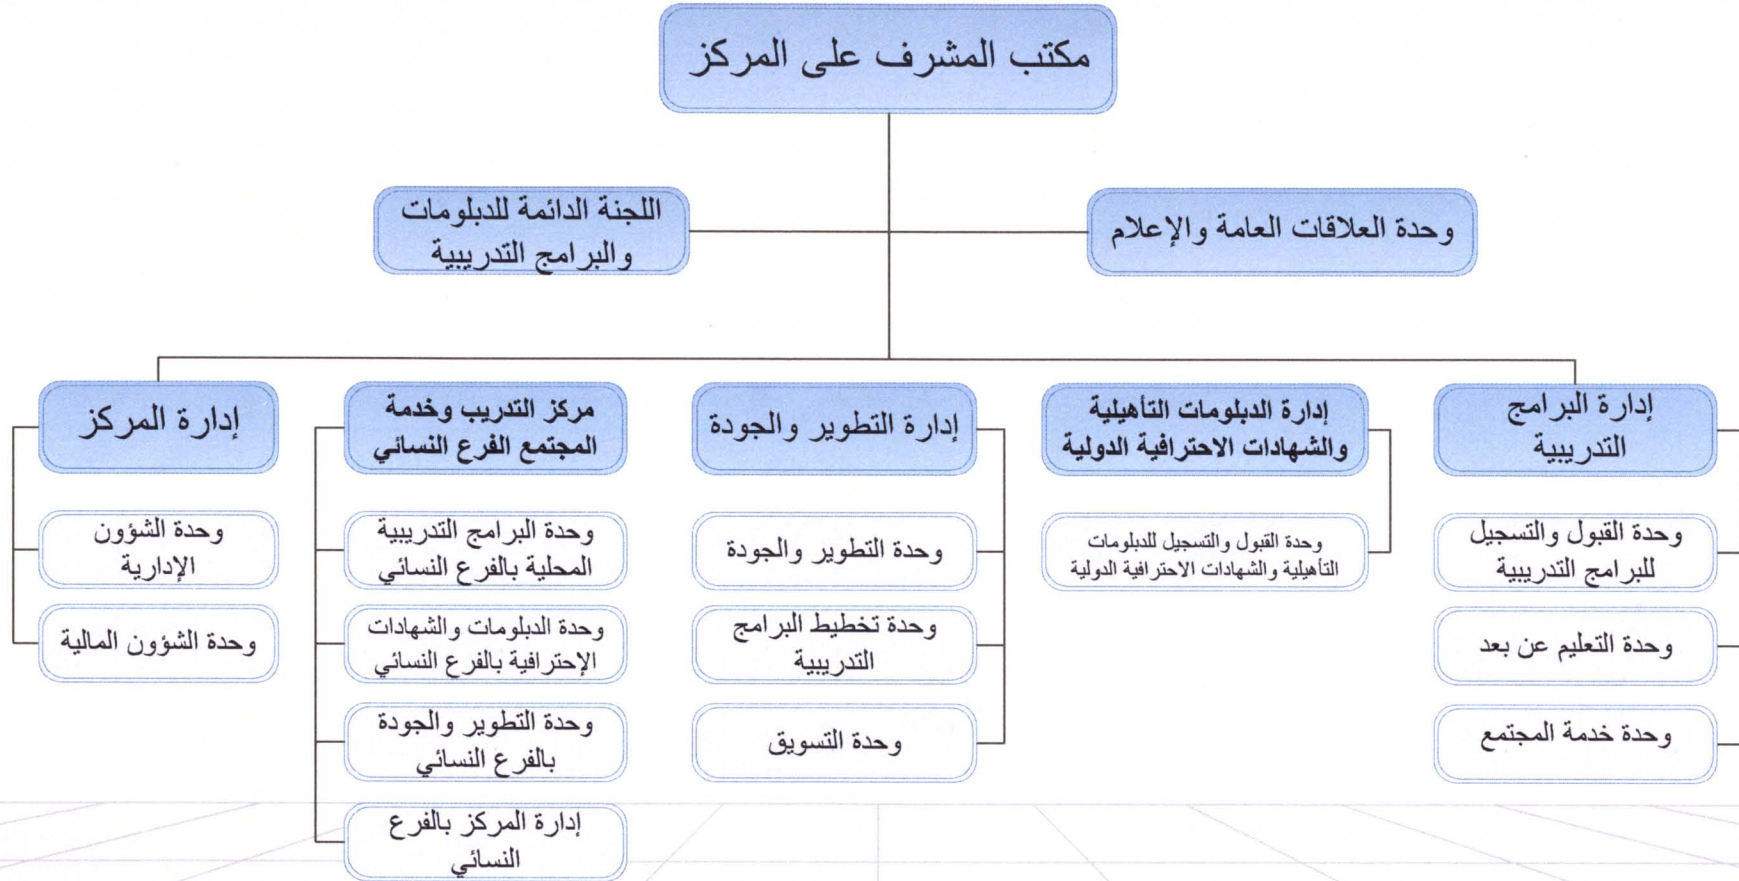 مكتب المشرف على المركز
وحدة العلاقات العامة والإعلام
اللجنة الدائمة للدبلومات
والبرامج التدريبية
إدارة البرامج
التدريبية
وحدة القبول والتسجيل
للبرامج التدريبية
وحدة التعليم عن بعد
وحدة خدمة المجتمع
إدارة الدبلومات التأهيلية
والشهادات الاحترافية الدولية
وحدة القبول والتسجيل للدبلومات
التأهيلية والشهادات الاحترافية الدولية
إدارة التطوير والجودة
وحدة التطوير والجودة
وحدة تخطيط البرامج
التدريبية
وحدة التسويق
مركز التدريب وخدمة
المجتمع الفرع النسائي
وحدة البرامج التدريبية
المحلية بالفرع النسائي
وحدة الدبلومات والشهادات
الإحترافية بالفرع النسائي
وحدة التطوير والجودة
بالفرع النسائي
إدارة المركز بالفرع
النسائي
إدارة المركز
وحدة الشؤون
الإدارية
وحدة الشؤون المالية